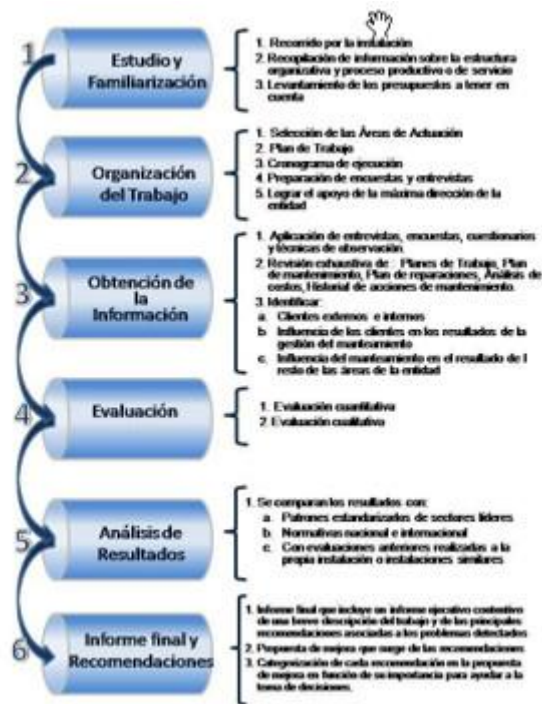 1
Estudio y
Familiarización
1. Recorrido por la instalación
2. Recopilación de información sobre la estructura
organizativa y proceso productivo o de servicio
3. Levantamiento de los presupuestos a tener en
cuenta
2
Organización
del Trabajo
1. Selección de las Áreas de Actuación
2. Plan de Trabajo
3. Cronograma de ejecución
4. Preparación de encuestas y entrevistas
5. Lograr el apoyo de la máxima dirección de la
entidad
3
Obtención de
la
Información
1. Aplicación de entrevistas, encuestas, cuestionarios
y técnicas de observación.
2. Revisión exhaustiva de : Planes de Trabajo, Plan
de mantenimiento, Plan de reparaciones, Análisis de
costos, Historial de acciones de mantenimiento.
3. Identificar:
a. Clientes externos e internos
b Influencia de los clientes en los resultados de la
gestión del manteamiento
c. Influencia del manteamiento en el resultado de l
resto de las áreas de la entidad
4
Evaluación
1. Evaluación cuantitativa
2. Evaluación cualitativa
5
Análisis de
Resultados
1. Se comparan los resultados con:
a. Patrones estandarizados de sectores líderes
b. Normativas nacional e internacional
c. Con evaluaciones anteriores realizadas a la
propia instalación o instalaciones similares
6
Informe final y
Recomendaciones
1. Informe final que incluye un informe ejecutivo contentivo
de una breve descripción del trabajo y de las principales
recomendaciones asociadas a los problemas detectados
2. Propuesta de mejora que surge de las recomendaciones
3. Categorización de cada recomendación en la propuesta
de mejora en función de su importancia para ayudar a la
toma de decisiones.